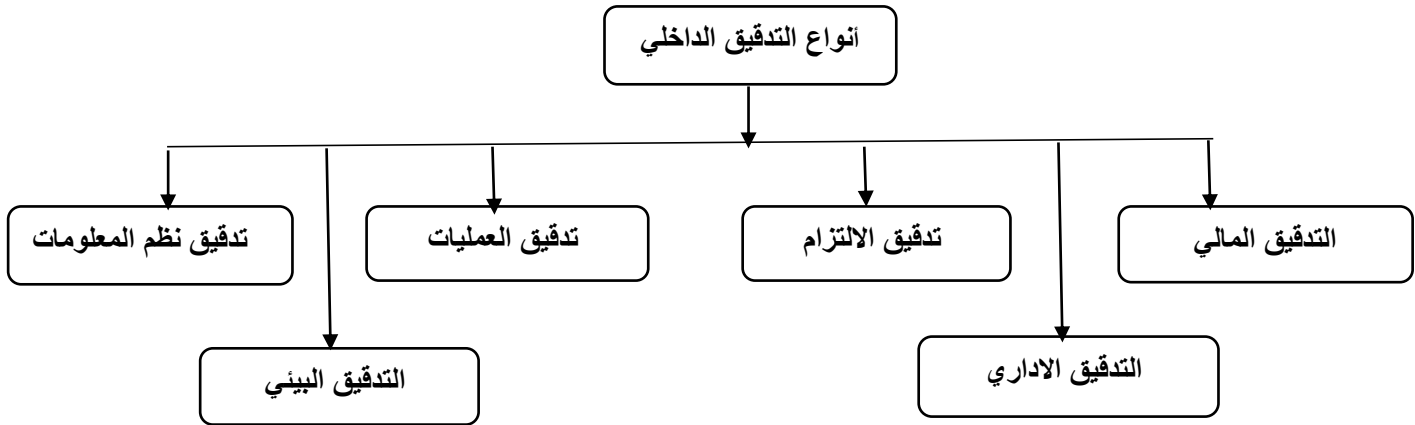 أنواع التدقيق الداخلي
التدقيق المالي
تدقيق الالتزام
تدقيق العمليات
تدقيق نظم المعلومات
التدقيق الاداري
التدقيق البيئي